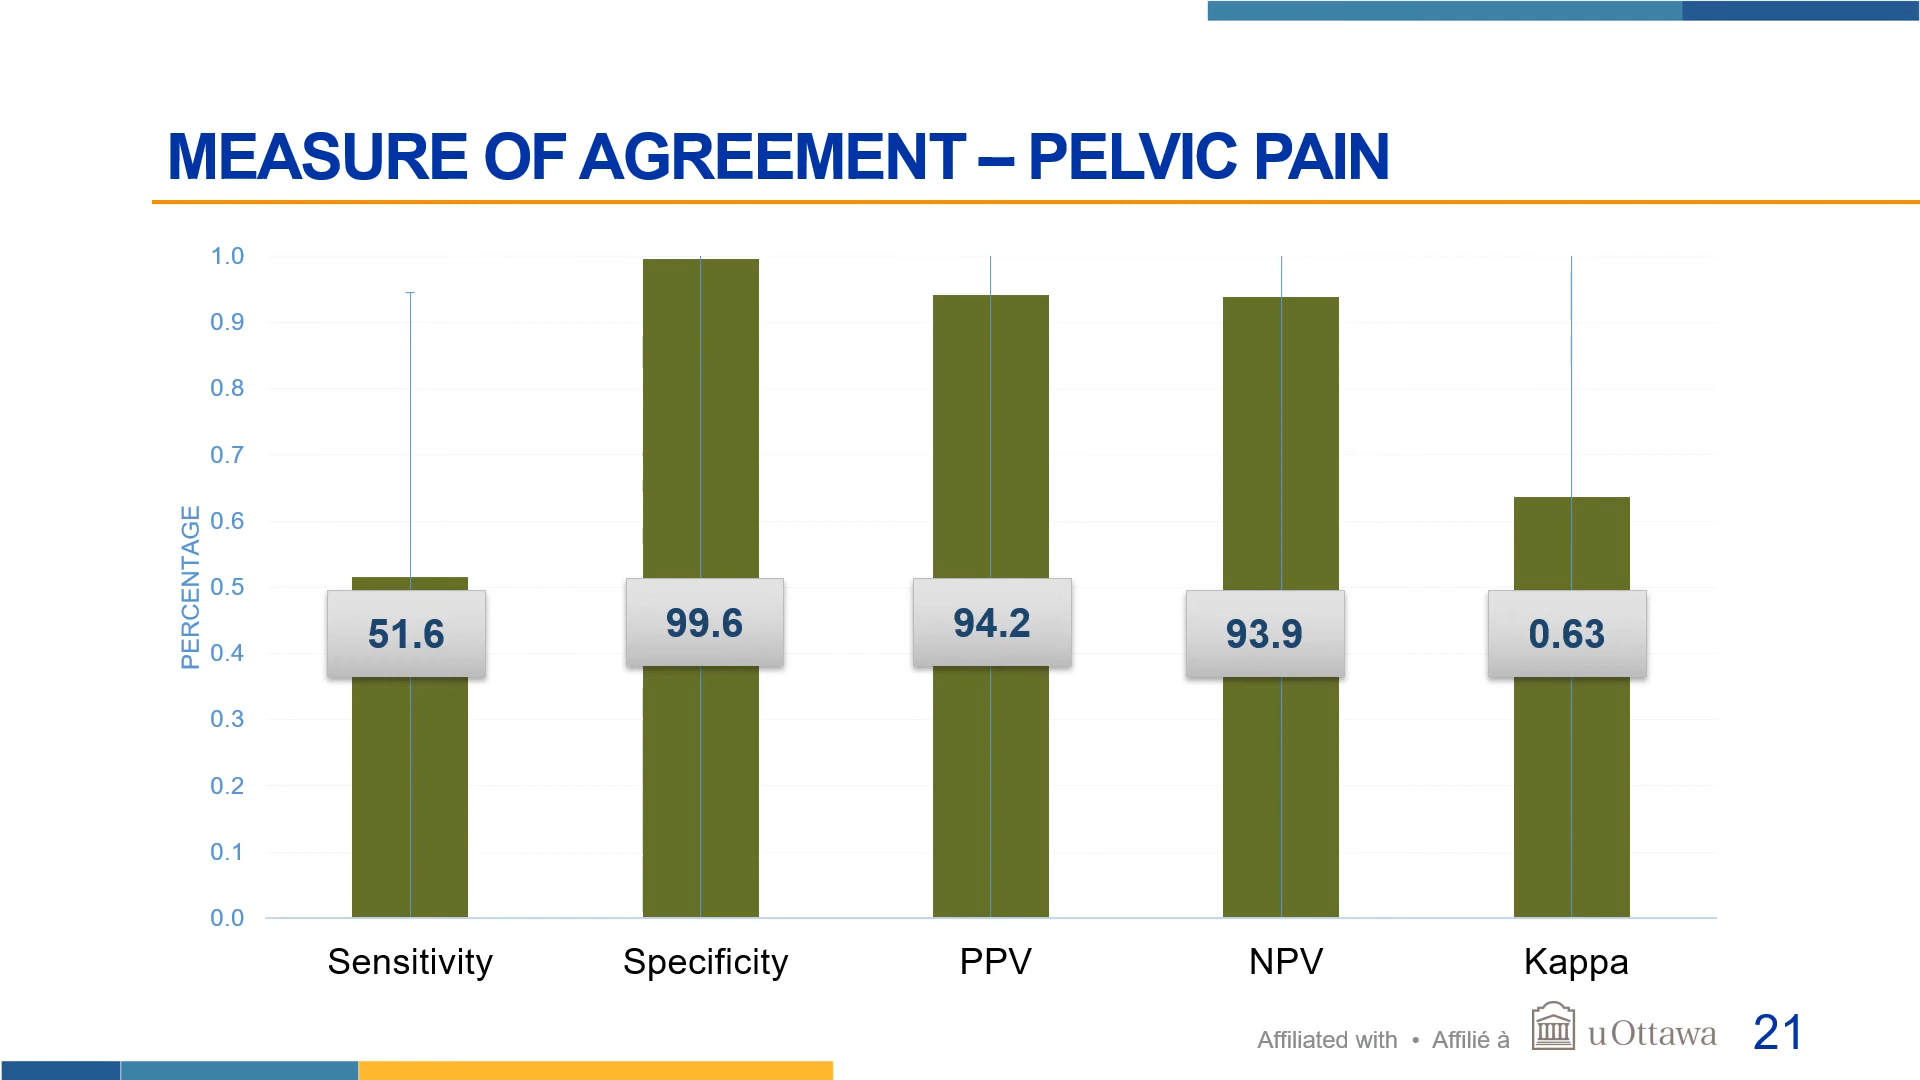 MEASURE OF AGREEMENT – PELVIC PAIN
PERCENTAGE
1.0
0.9
0.8
0.7
0.6
0.5
0.4
0.3
0.2
0.1
0.0
51.6
99.6
94.2
93.9
0.63
Sensitivity
Specificity
PPV
NPV
Kappa
Affiliated with • Affilié à
uOttawa
21